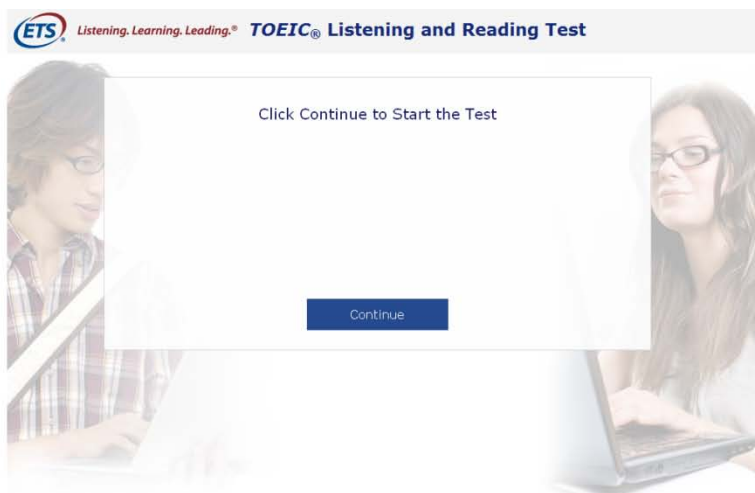 ETS® Listening. Learning. Leading.® TOEIC® Listening and Reading Test
Click Continue to Start the Test
Continue